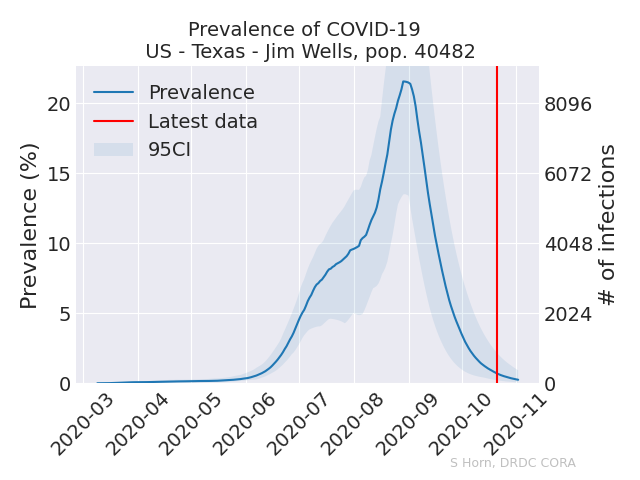 Prevalence of COVID-19
US - Texas - Jim Wells, pop. 40482
Prevalence
Latest data
95CI
Prevalence (%)
20
15
10
5
0
8096
6072
4048
2024
0
# of infections
2020-03
2020-04
2020-05
2020-06
2020-07
2020-08
2020-09
2020-10
2020-11
S Horn, DRDC CORA